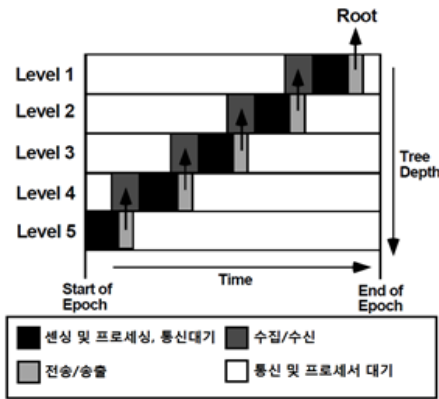 Root
Level 1
Level 2
Level 3
Level 4
Level 5
Tree
Depth
Start of
Epoch
Time
End of
Epoch
센싱 및 프로세싱, 통신대기
수집/수신
전송/송출
통신 및 프로세서 대기